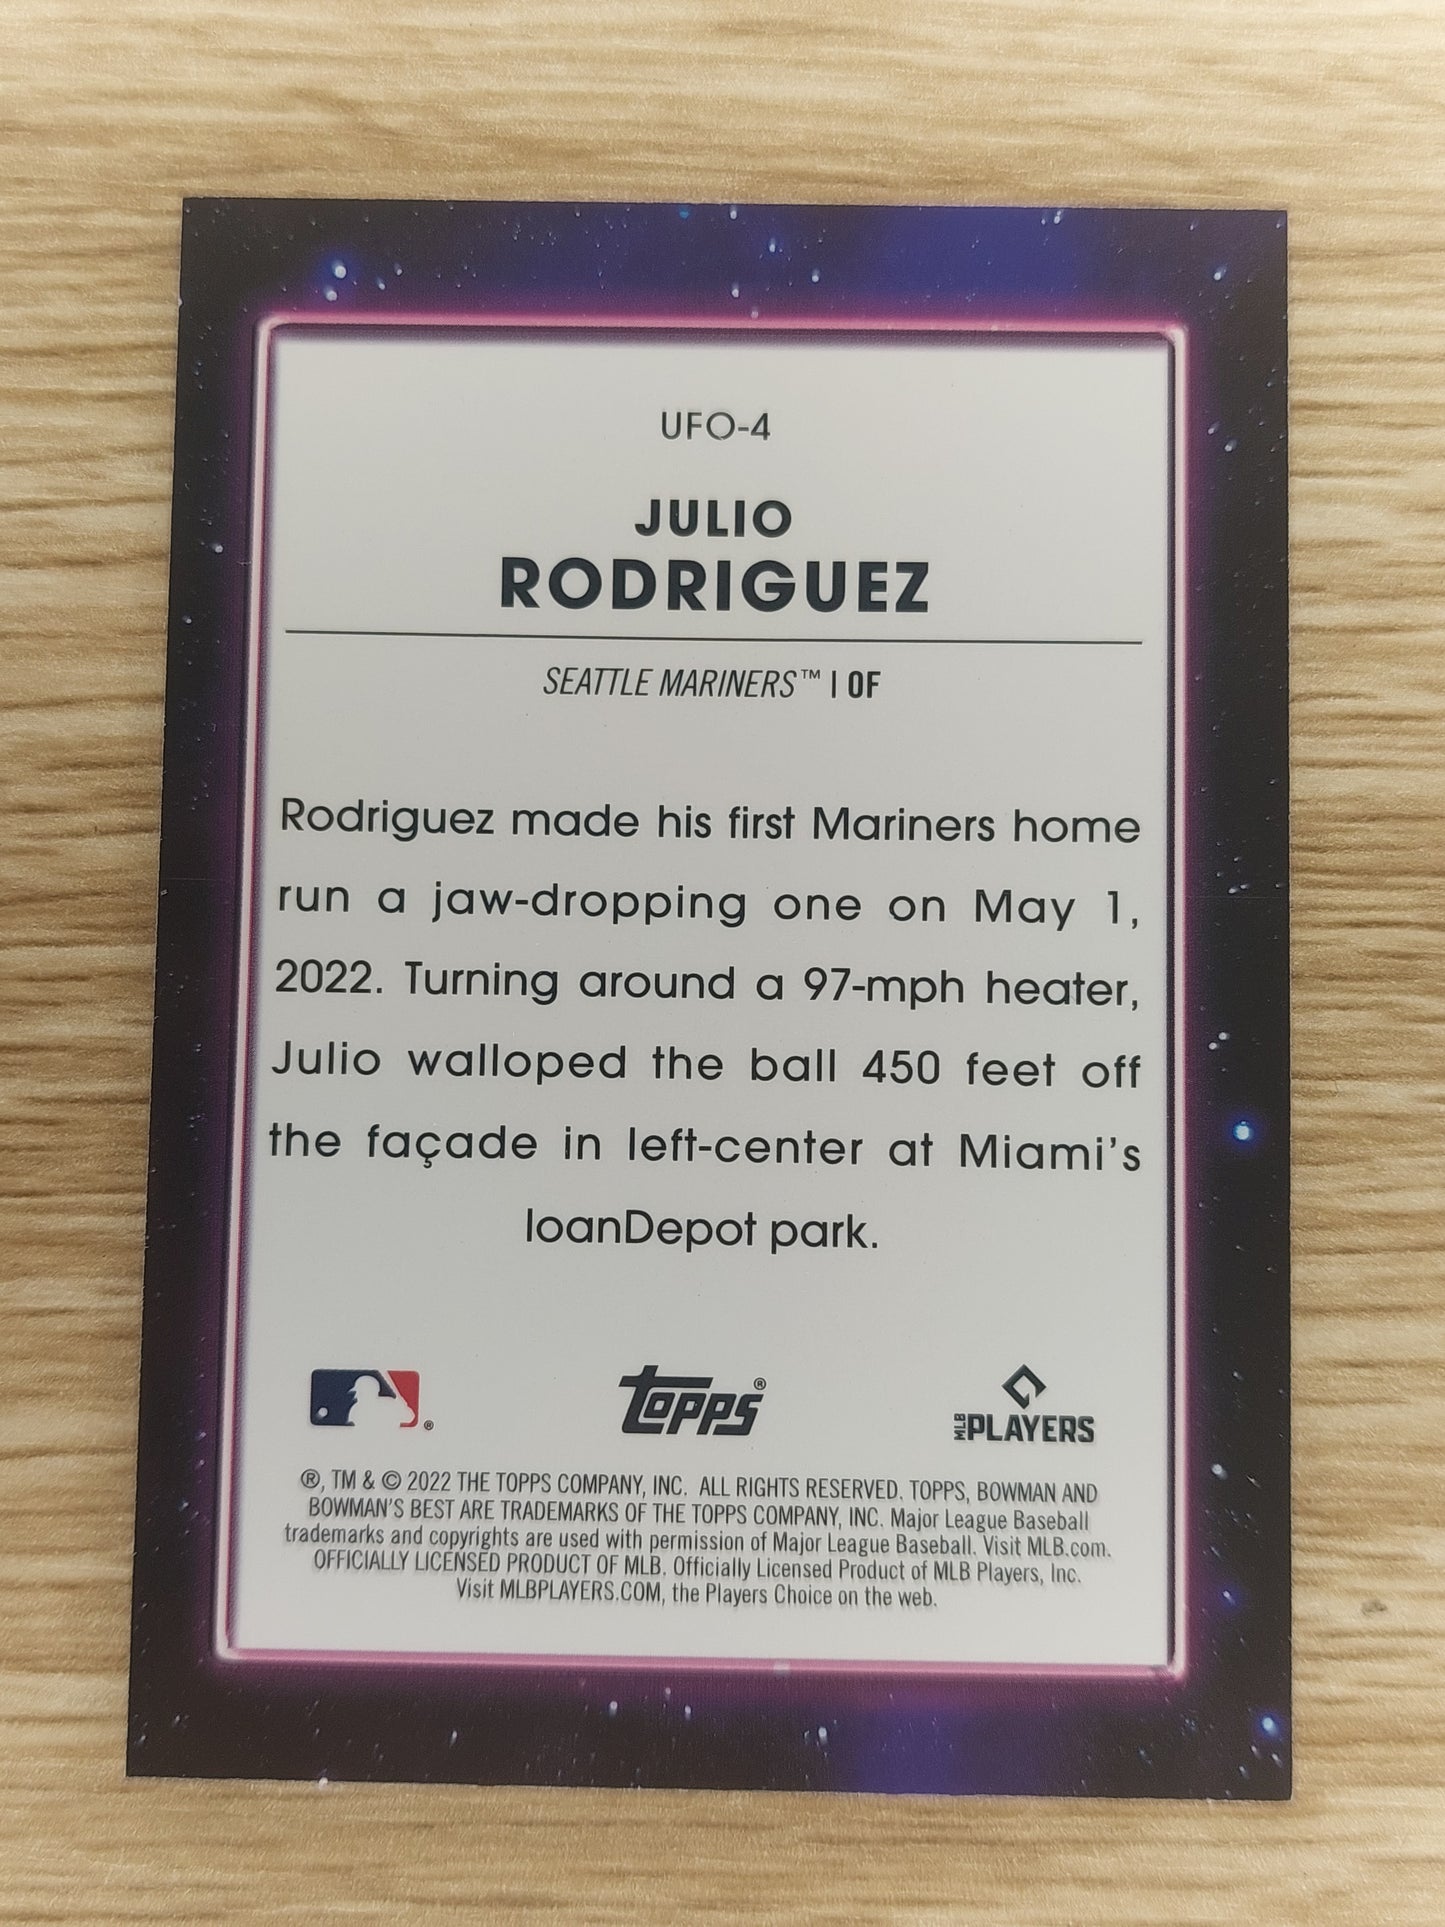 UFO-4
JULIO
RODRIGUEZ
SEATTLE MARINERS™ | OF
Rodriguez made his first Mariners home
run a jaw-dropping one on May 1,
2022. Turning around a 97-mph heater,
Julio walloped the ball 450 feet off
the façade in left-center at Miami's
loanDepot park.
® TOPPS® MLB PLAYERS
®, TM & © 2022 THE TOPPS COMPANY, INC. ALL RIGHTS RESERVED. TOPPS, BOWMAN AND
BOWMAN'S BEST ARE TRADEMARKS OF THE TOPPS COMPANY, INC. Major League Baseball
trademarks and copyrights are used with permission of Major League Baseball. Visit MLB.com.
OFFICIALLY LICENSED PRODUCT OF MLB. Officially Licensed Product of MLB Players, Inc.
Visit MLBPLAYERS.COM, the Players Choice on the web.